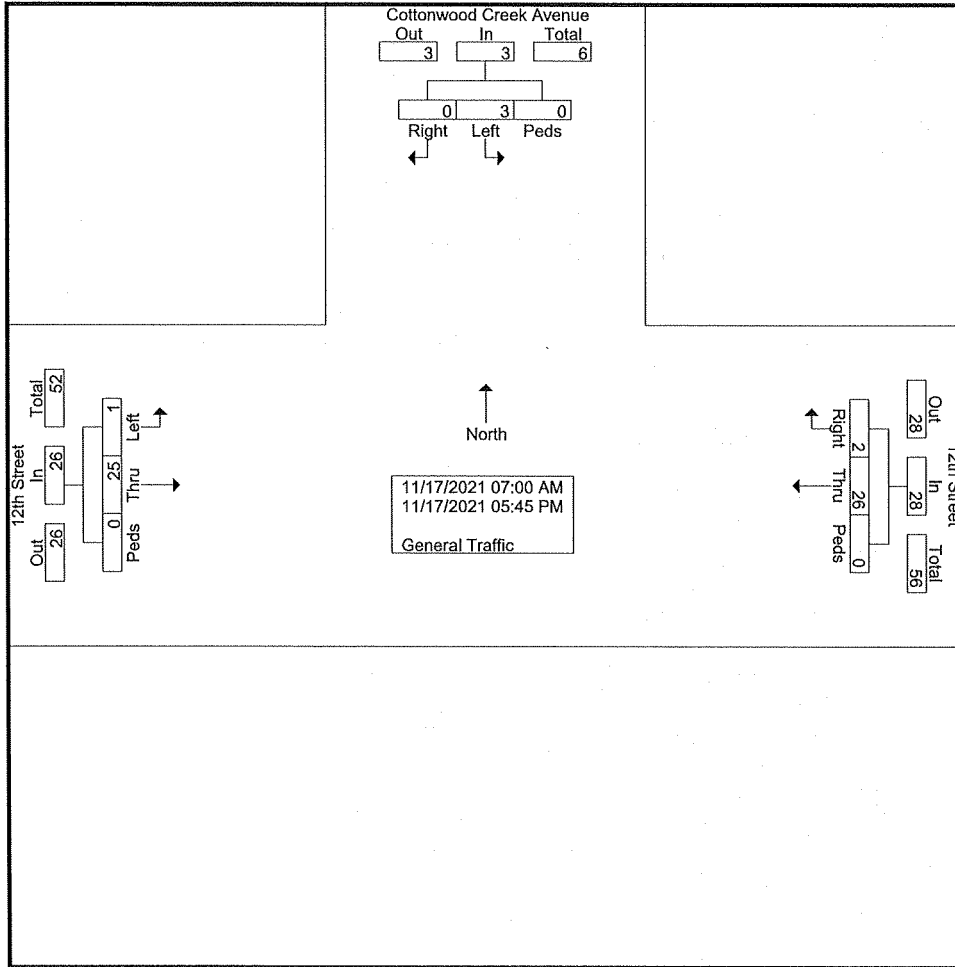 Cottonwood Creek Avenue
Out In Total
3 3 6
0 3 0
Right Left Peds
12th Street
Out In Total
26 26 52
1 25 0
Left Thru Peds
North
11/17/2021 07:00 AM
11/17/2021 05:45 PM
General Traffic
Right Thru Peds
2 26 0
Out In Total
28 28 56
12th Street